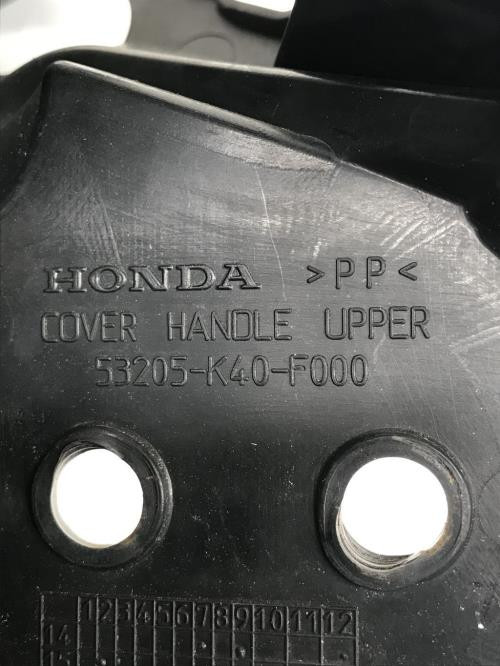 HONDA >PP<
COVER HANDLE UPPER
53205-K40-F000
1 2 3 4 5 6 7 8 9 10 11 12
14
15